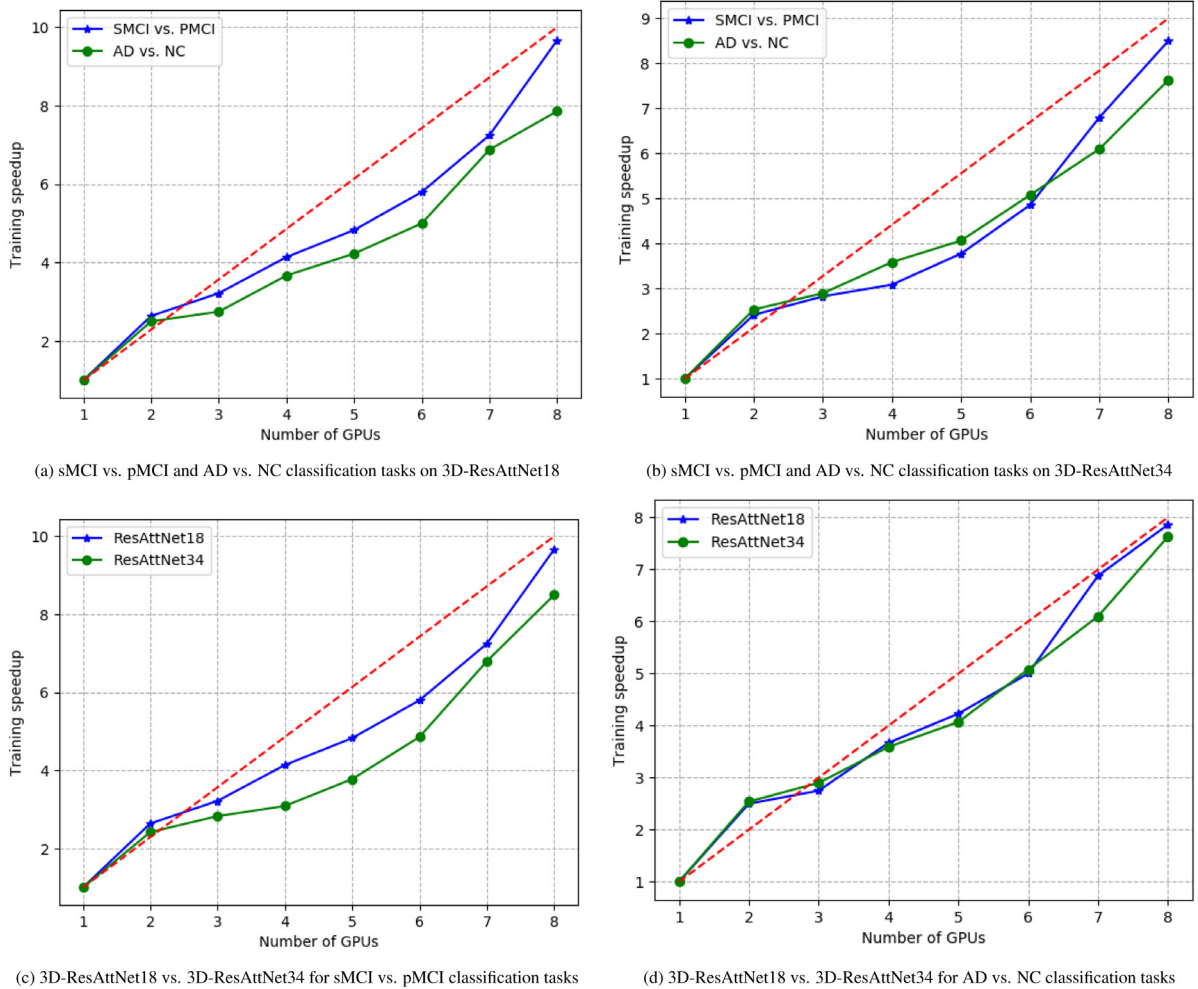 SMCI vs. PMCI
AD vs. NC
10
8
6
4
2
Training speedup
1 2 3 4 5 6 7 8
Number of GPUs
(a) sMCI vs. pMCI and AD vs. NC classification tasks on 3D-ResAttNet18
SMCI vs. PMCI
AD vs. NC
9
8
7
6
5
4
3
2
1
Training speedup
1 2 3 4 5 6 7 8
Number of GPUs
(b) sMCI vs. pMCI and AD vs. NC classification tasks on 3D-ResAttNet34
ResAttNet18
ResAttNet34
10
8
6
4
2
Training speedup
1 2 3 4 5 6 7 8
Number of GPUs
(c) 3D-ResAttNet18 vs. 3D-ResAttNet34 for sMCI vs. pMCI classification tasks
ResAttNet18
ResAttNet34
8
7
6
5
4
3
2
1
Training speedup
1 2 3 4 5 6 7 8
Number of GPUs
(d) 3D-ResAttNet18 vs. 3D-ResAttNet34 for AD vs. NC classification tasks